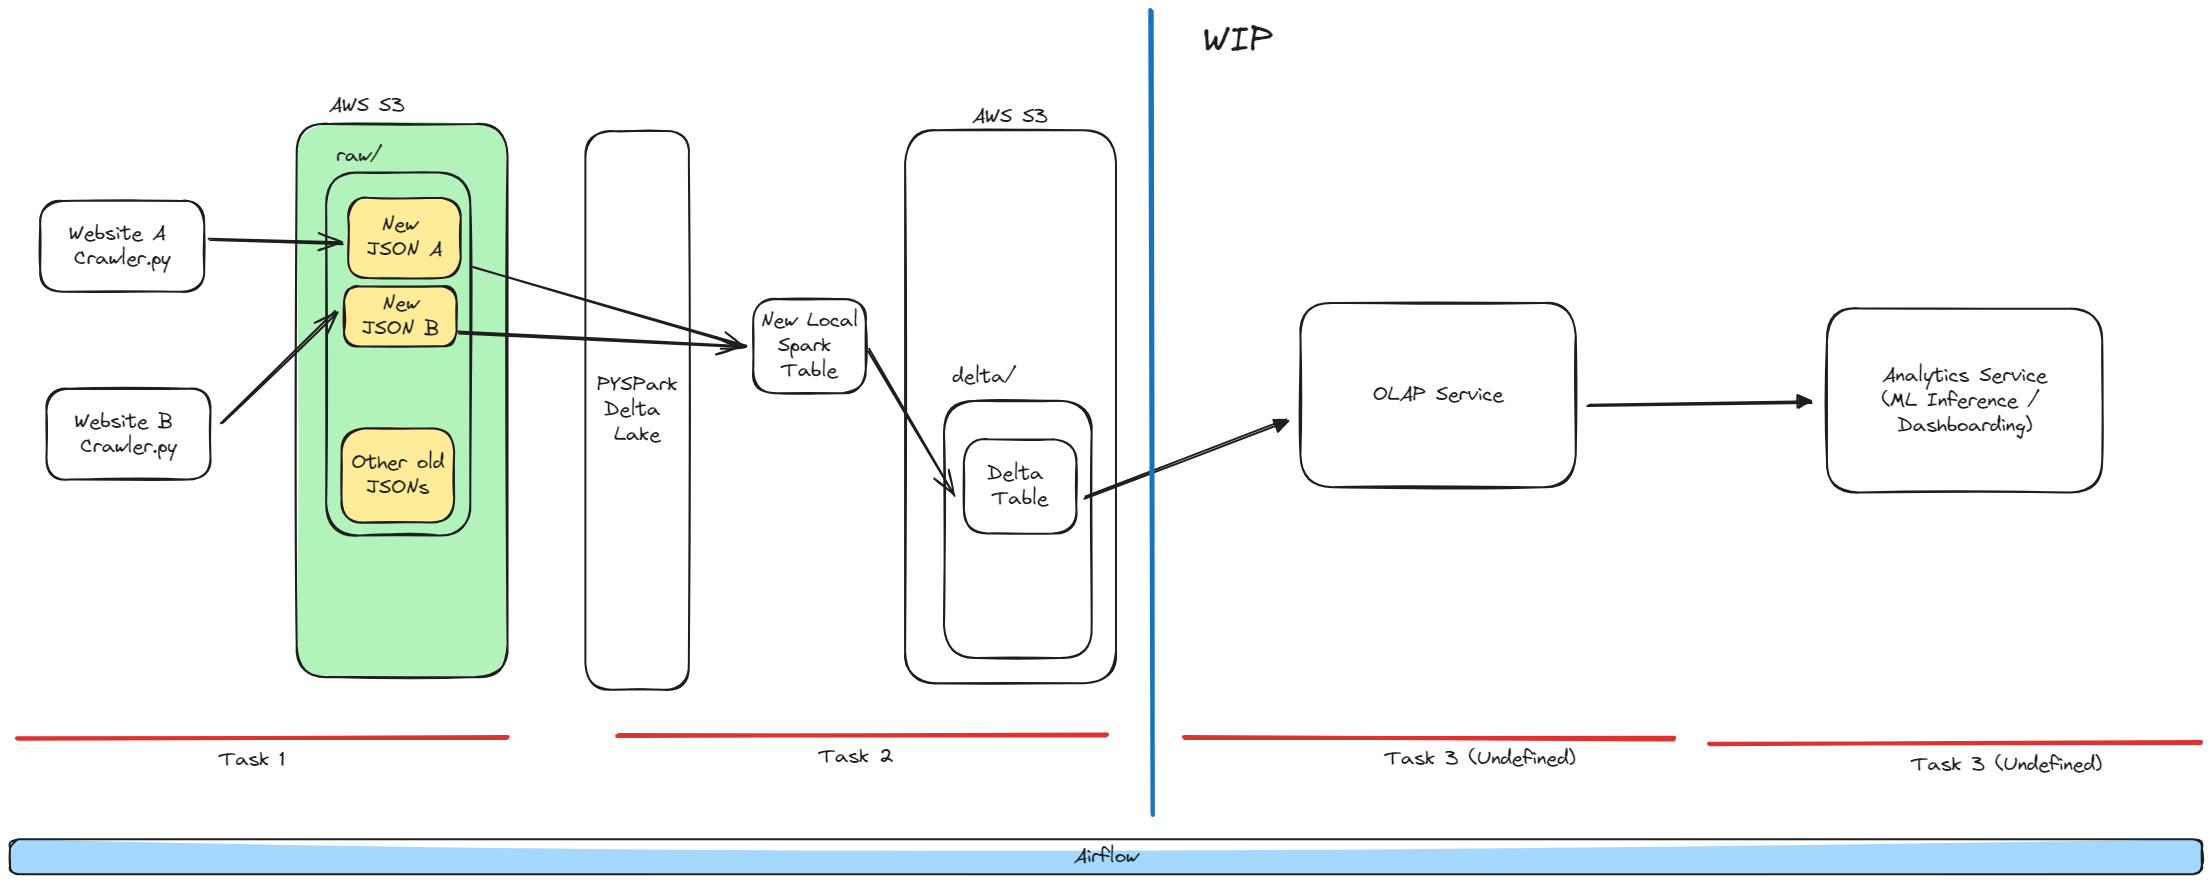 WIP
AWS S3
raw/
Website A
Crawler.py
New
JSON A
New
JSON B
Website B
Crawler.py
Other old
JSONs
PYSPark
Delta
Lake
New Local
Spark
Table
AWS S3
delta/
Delta
Table
OLAP Service
Analytics Service
(ML Inference /
Dashboarding)
Task 1
Task 2
Task 3 (Undefined)
Task 3 (Undefined)
Airflow